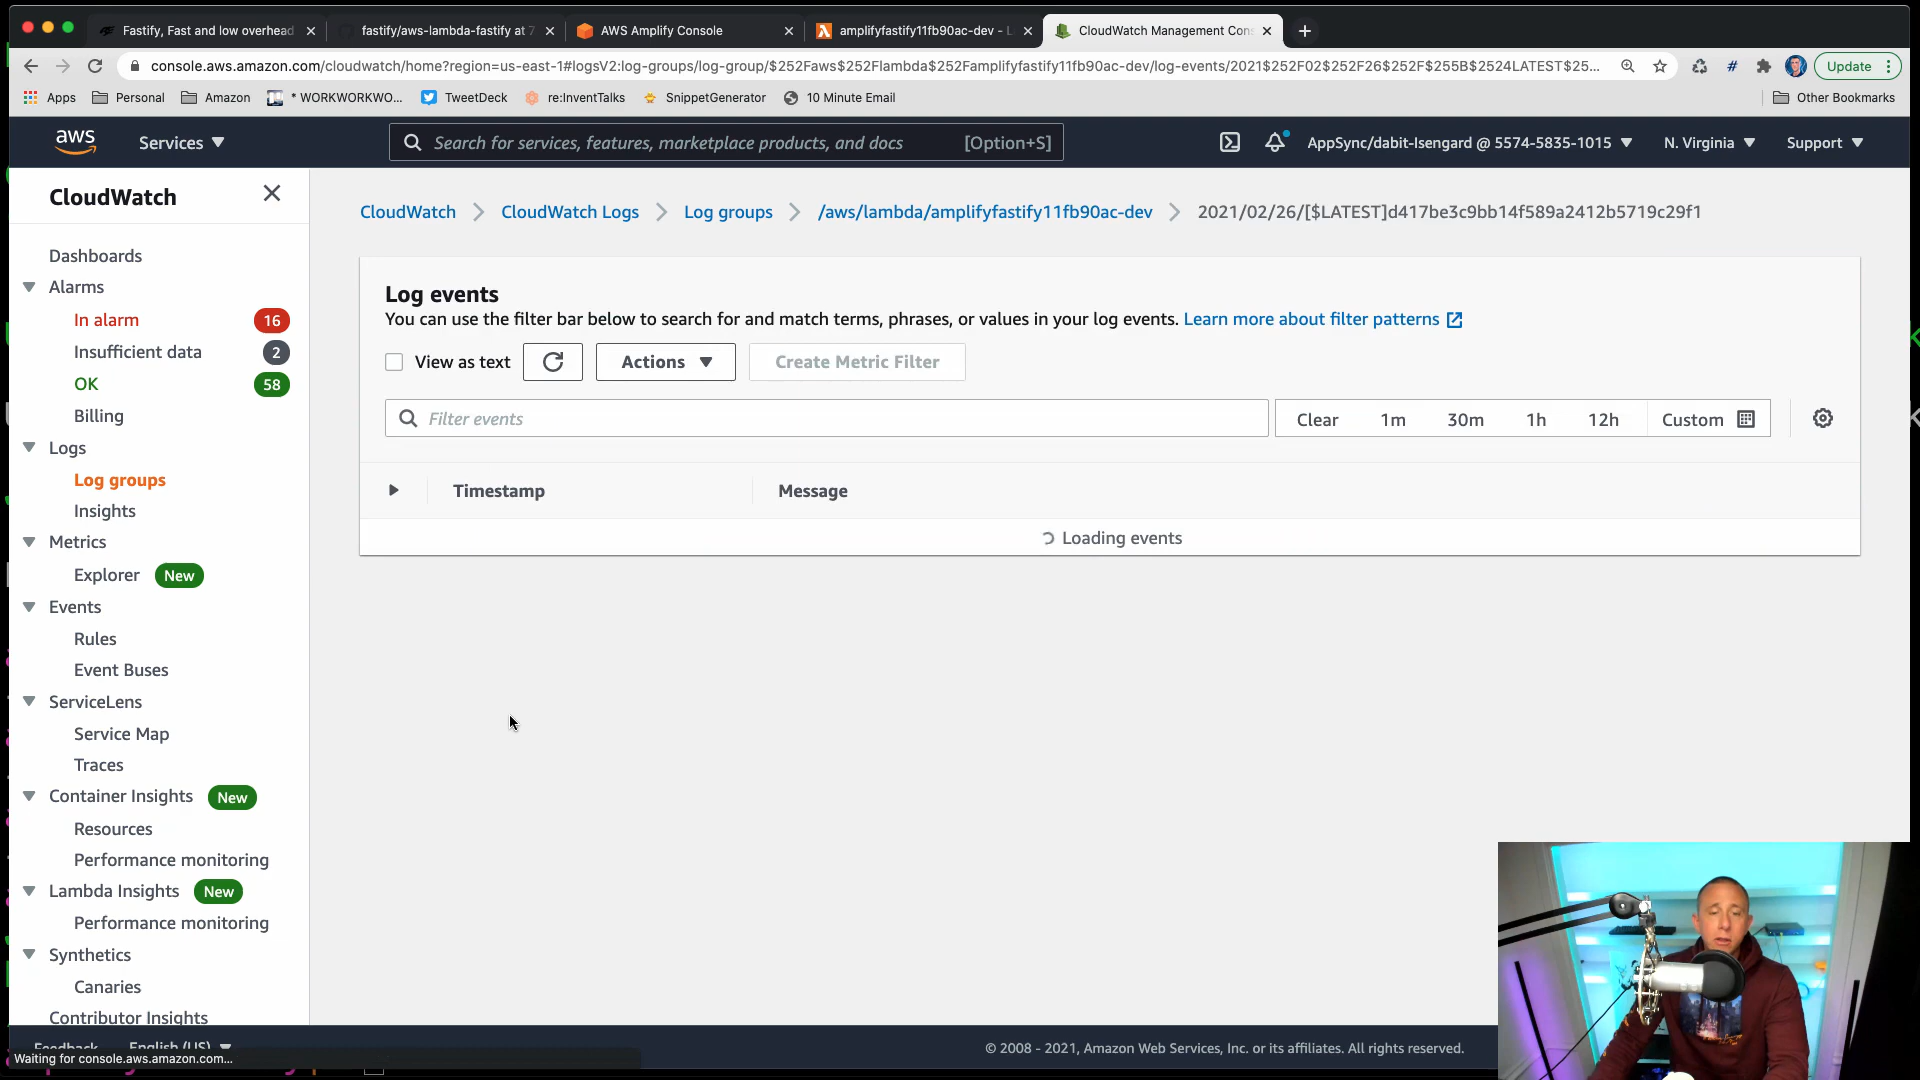 Fastify, Fast and low overhead
fastify/aws-lambda-fastify at 7
AWS Amplify Console
amplifyfastify11fb90ac-dev - L
CloudWatch Management Con
console.aws.amazon.com/cloudwatch/home?region=us-east-1#logsV2:log-groups/log-group/$252Faws$252Flambda$252Famplifyfastify11fb90ac-dev/log-events/2021$252F02$252F26$252F$255B$2524LATEST$25...
Update
Apps
Personal
Amazon
* WORKWORKWO...
TweetDeck
re:InventTalks
SnippetGenerator
10 Minute Email
Other Bookmarks
aws
Services
Search for services, features, marketplace products, and docs
[Option+S]
AppSync/dabit-Isengard @ 5574-5835-1015
N. Virginia
Support
CloudWatch
Dashboards
Alarms
In alarm 16
Insufficient data 2
OK 58
Billing
Logs
Log groups
Insights
Metrics
Explorer New
Events
Rules
Event Buses
ServiceLens
Service Map
Traces
Container Insights New
Resources
Performance monitoring
Lambda Insights New
Performance monitoring
Synthetics
Canaries
Contributor Insights
CloudWatch
CloudWatch Logs
Log groups
/aws/lambda/amplifyfastify11fb90ac-dev
2021/02/26/[$LATEST]d417be3c9bb14f589a2412b5719c29f1
Log events
You can use the filter bar below to search for and match terms, phrases, or values in your log events. Learn more about filter patterns
View as text
Actions
Create Metric Filter
Filter events
Clear
1m
30m
1h
12h
Custom
Timestamp
Message
Loading events
Feedback
English (US)
Waiting for console.aws.amazon.com...
© 2008 - 2021, Amazon Web Services, Inc. or its affiliates. All rights reserved.